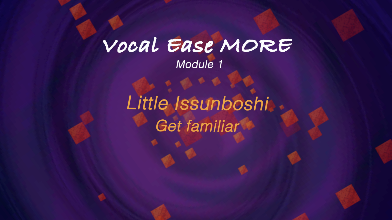 Vocal Ease MORE
Module 1
Little Issunboshi
Get familiar